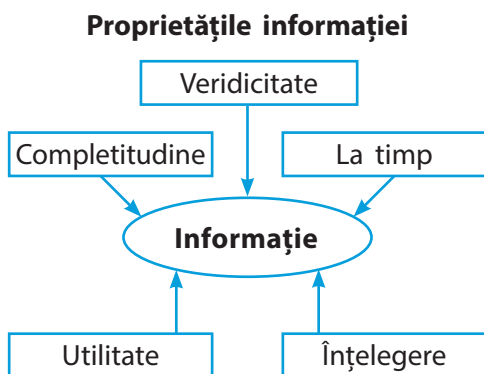 Proprietățile informației
Veridicitate
Completitudine
La timp
Informație
Utilitate
Înțelegere